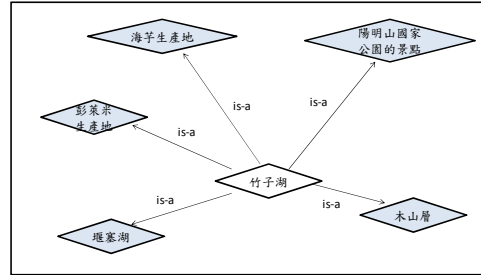 海芋生產地
陽明山國家
公園的景點
is-a
is-a
彭萊米
生產地
is-a
竹子湖
is-a
is-a
堰塞湖
木山層